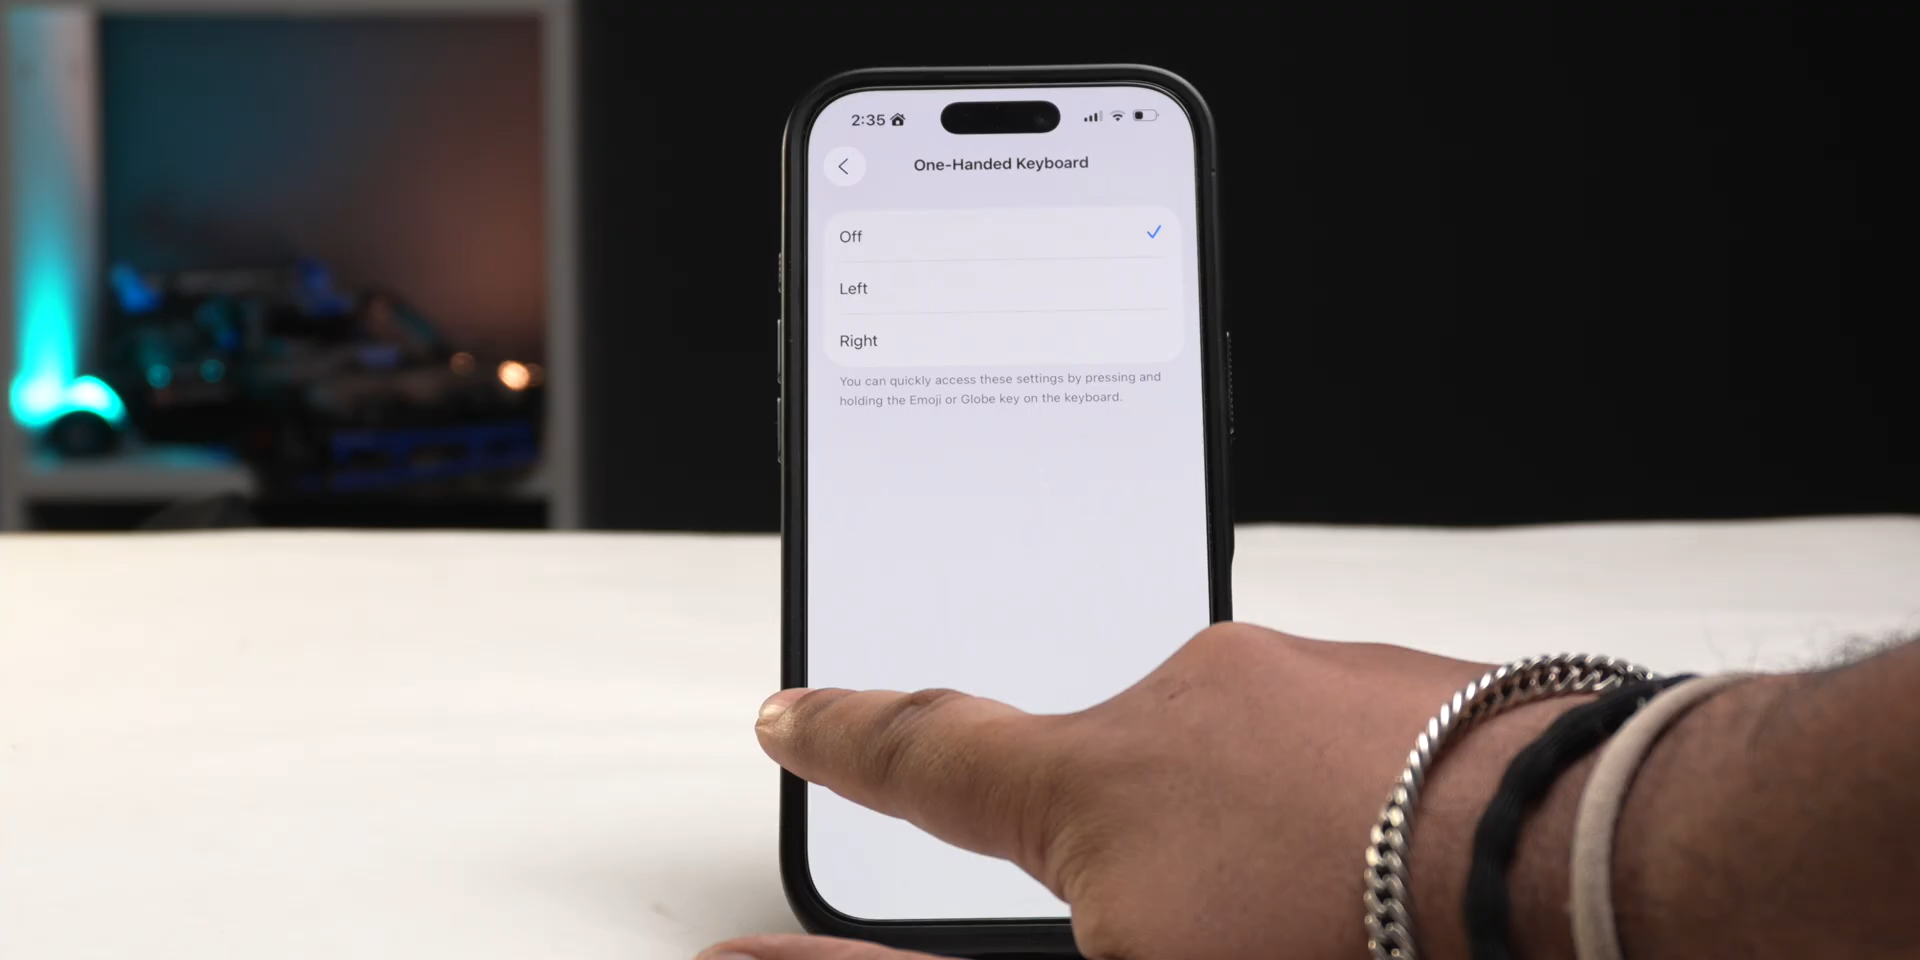 2:35
One-Handed Keyboard
Off
Left
Right
You can quickly access these settings by pressing and
holding the Emoji or Globe key on the keyboard.